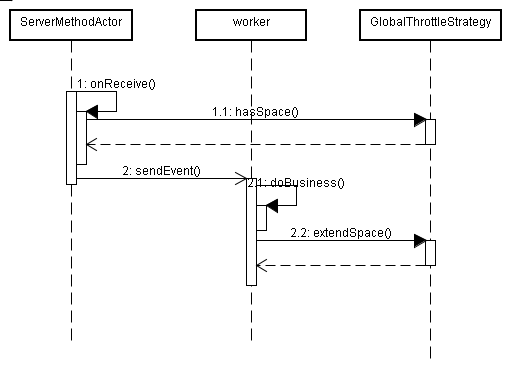 ServerMethodActor
worker
GlobalThrottleStrategy
1: onReceive()
1.1: hasSpace()
2: sendEvent()
2.1: doBusiness()
2.2: extendSpace()